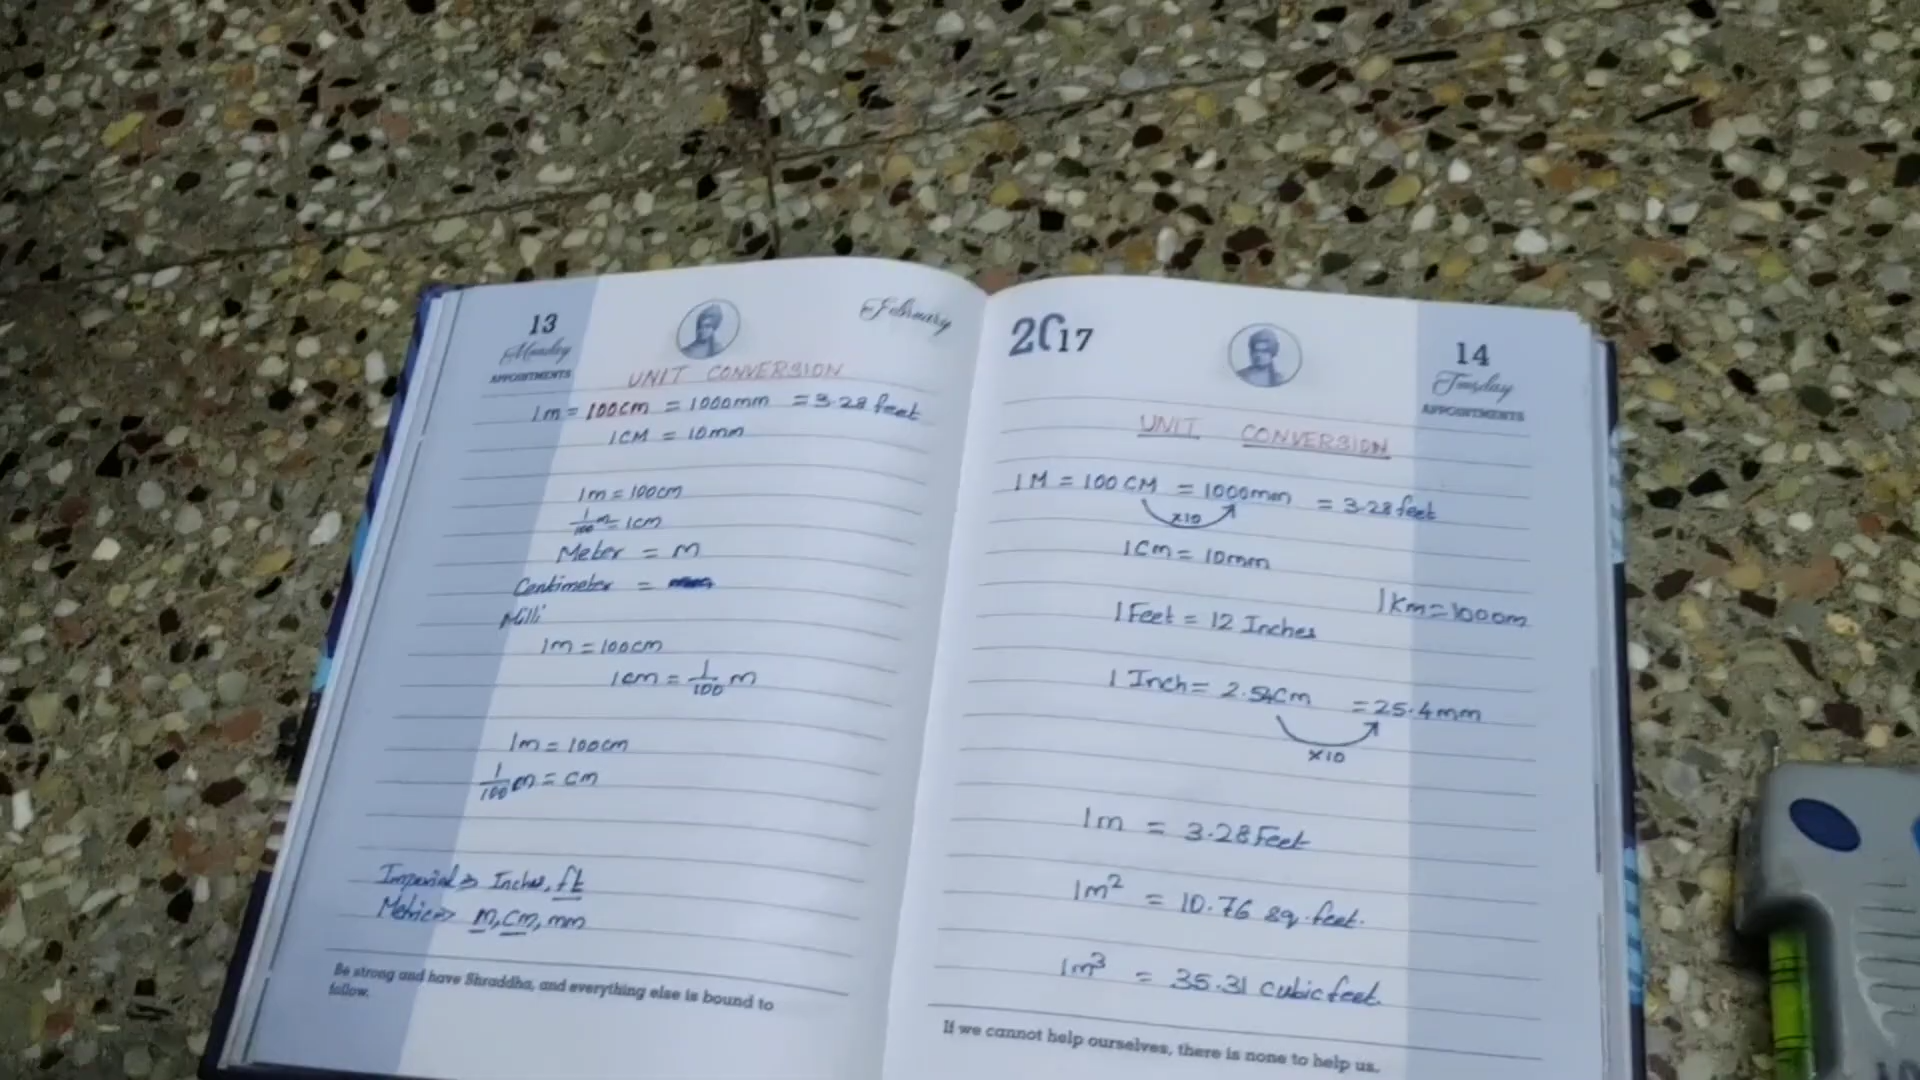 13
Monday
APPOINTMENTS
February
UNIT CONVERSION
1m = 100cm = 1000mm = 3.28 feet
1CM = 10mm
1m = 100cm
1/100 m = 1cm
Meter = m
Centimeter =
Milli
1m = 100cm
1cm = 1/100 m
1m = 100cm
1/100 m = cm
Imperial => Inches, ft
Metric => m, cm, mm
Be strong and have Shraddha, and everything else is bound to
follow.
2017
14
Tuesday
APPOINTMENTS
UNIT CONVERSION
1M = 100 CM = 1000mm = 3.28 feet
×10
1Cm = 10mm
1Km = 1000m
1 Feet = 12 Inches
1 Inch = 2.54Cm = 25.4mm
×10
1m = 3.28 Feet
1m² = 10.76 sq. feet.
1m³ = 35.31 cubic feet.
If we cannot help ourselves, there is none to help us.